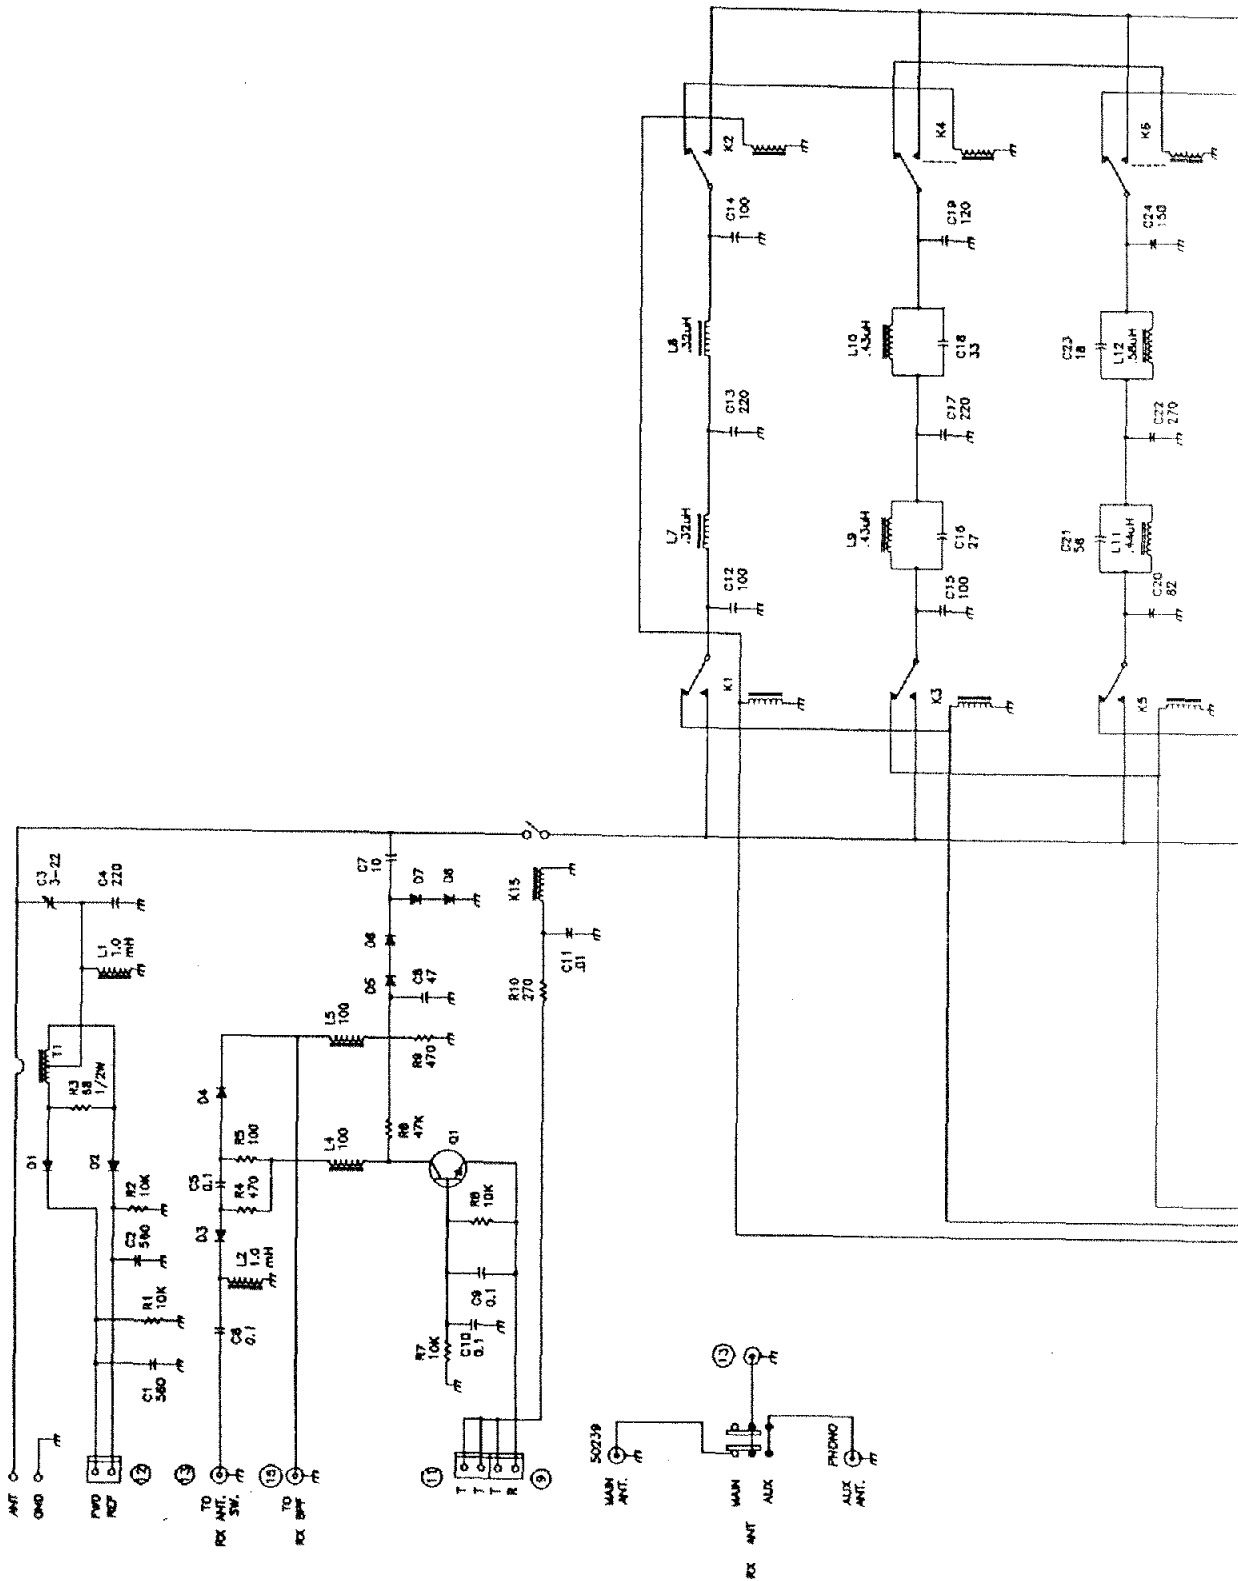 ANT
GND
FWD
REF
12
TO
RX ANT.
SW.
13
TO
RX BPF
T
T
T
R
11
9
C1
560
R1
10K
C2
560
R2
10K
D1
D2
R3
68
1/2W
T1
L1
1.0
mH
C3
3-22
C4
220
C6
0.1
L2
1.0
mH
D3
C5
0.1
R4
470
R5
100
D4
L4
100
L5
100
R6
47K
R9
470
C8
47
D5
D6
C7
10
D7
D8
Q1
R7
10K
C10
0.1
C9
0.1
R8
10K
R10
270
C11
.01
K15
SO239
MAIN
ANT.
MAIN
RX ANT
AUX
13
PHONO
AUX
ANT.
K1
C12
100
L7
.32uH
C13
220
L8
.32uH
C14
100
K2
K3
C15
100
L9
.43uH
C16
27
C17
220
L10
.43uH
C18
33
C19
120
K4
K5
C20
82
C21
56
L11
.44uH
C22
270
C23
18
L12
.56uH
C24
150
K6